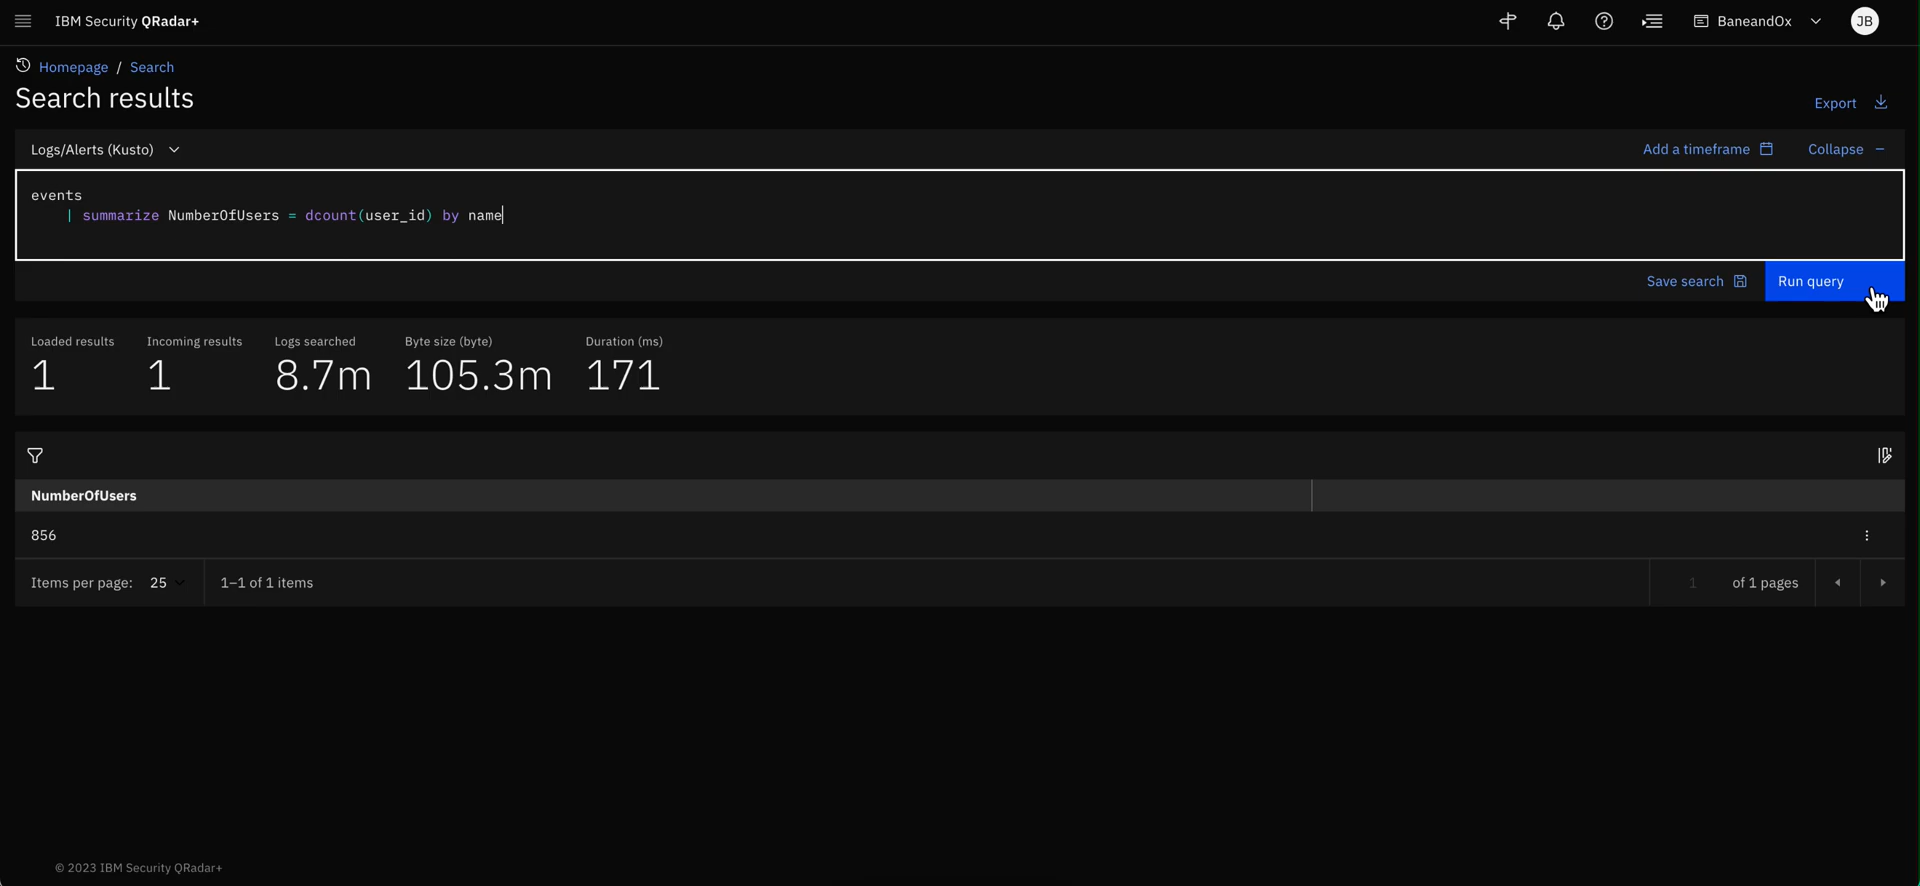 IBM Security QRadar+
BaneandOx
JB
Homepage / Search
Search results
Export
Logs/Alerts (Kusto)
Add a timeframe
Collapse
events
| summarize NumberOfUsers = dcount(user_id) by name
Save search
Run query
Loaded results
1
Incoming results
1
Logs searched
8.7m
Byte size (byte)
105.3m
Duration (ms)
171
NumberOfUsers
856
Items per page: 25
1–1 of 1 items
1 of 1 pages
© 2023 IBM Security QRadar+